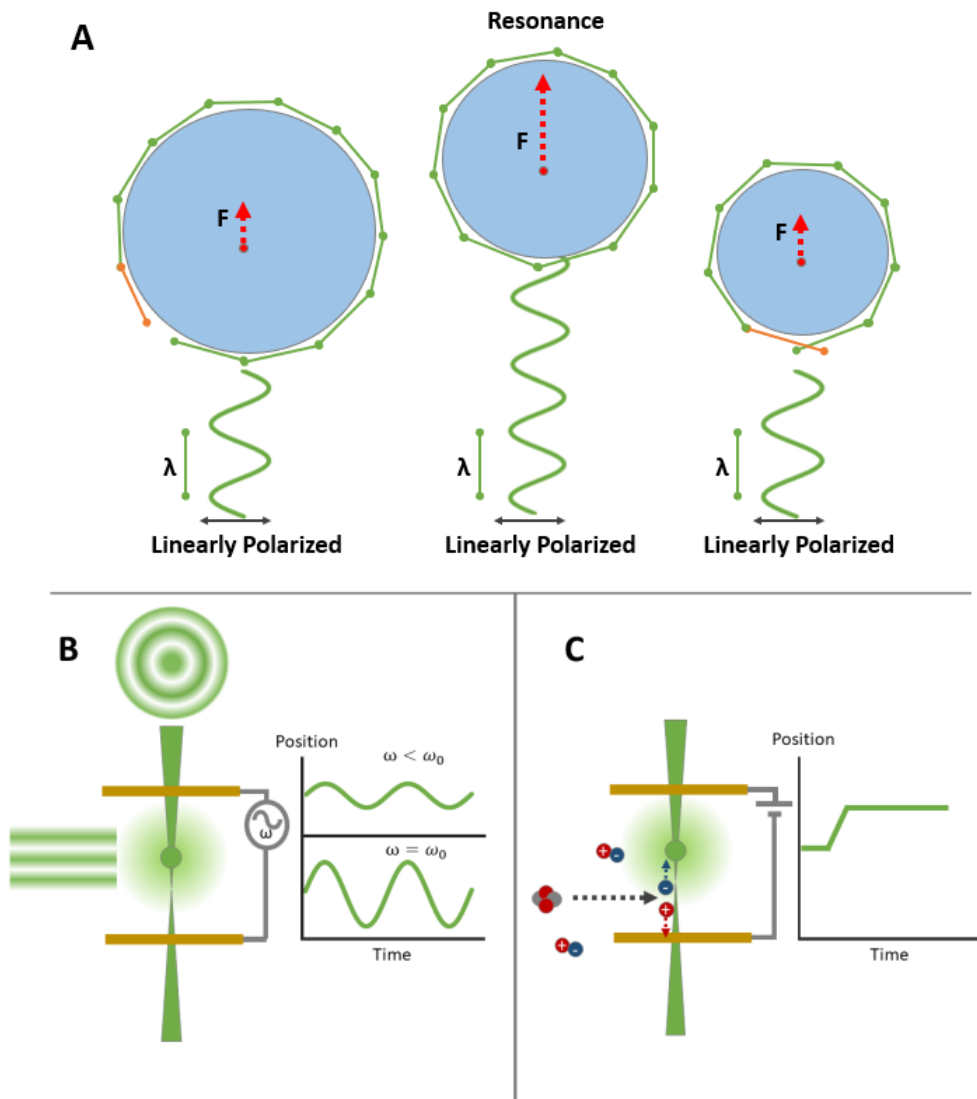 A
Resonance
F
F
F
λ
λ
λ
Linearly Polarized
Linearly Polarized
Linearly Polarized
B
Position
ω < ω₀
ω
ω = ω₀
Time
C
Position
+
-
-
+
+
-
Time